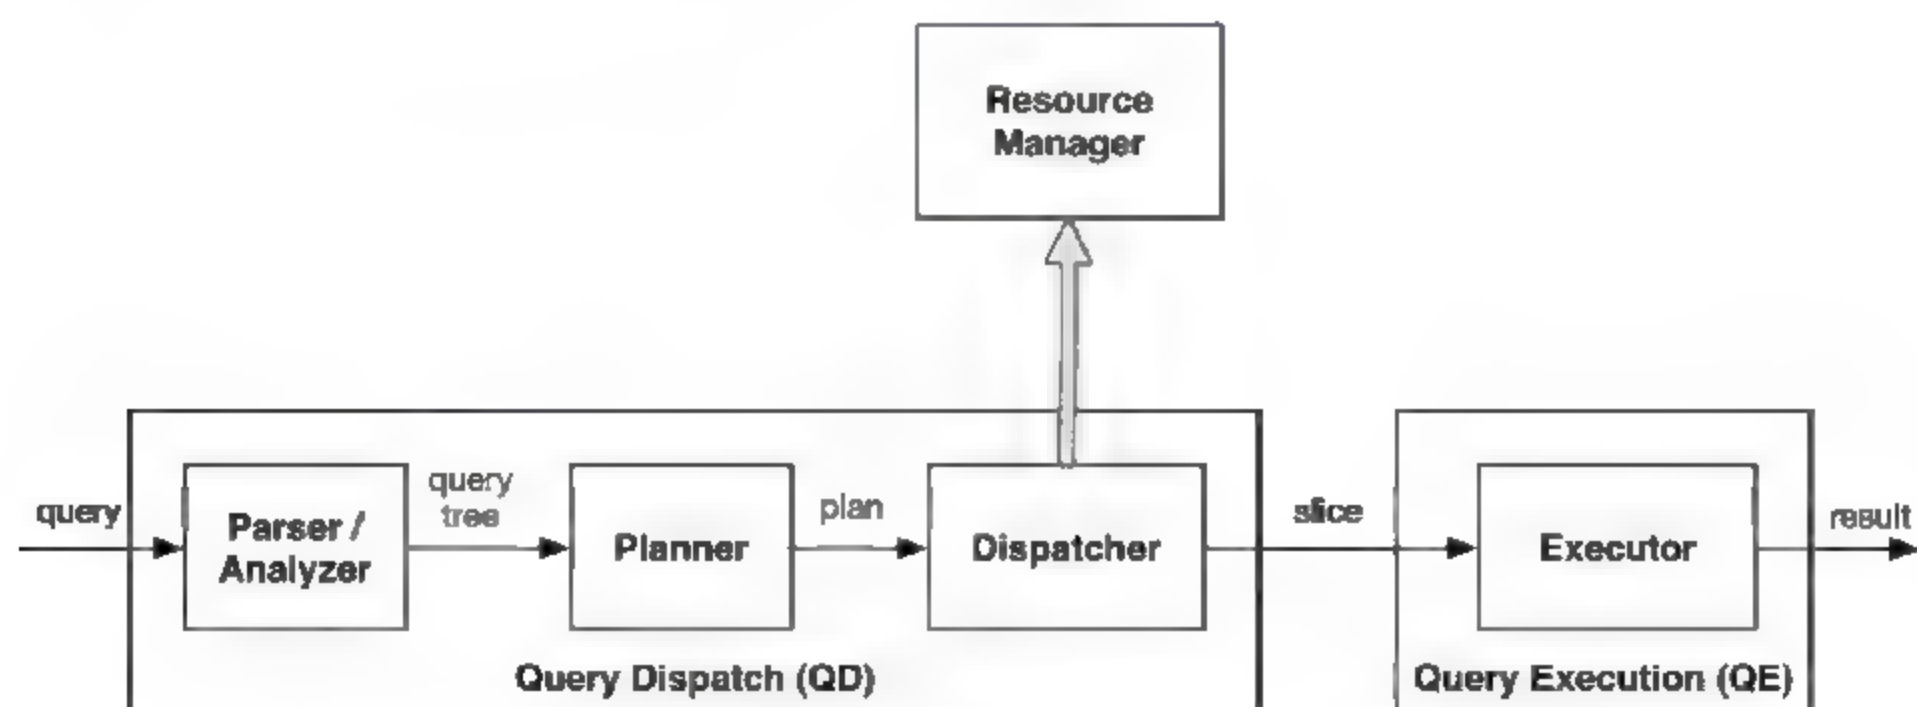 Resource
Manager
query
Parser /
Analyzer
query
tree
Planner
plan
Dispatcher
slice
Executor
result
Query Dispatch (QD)
Query Execution (QE)